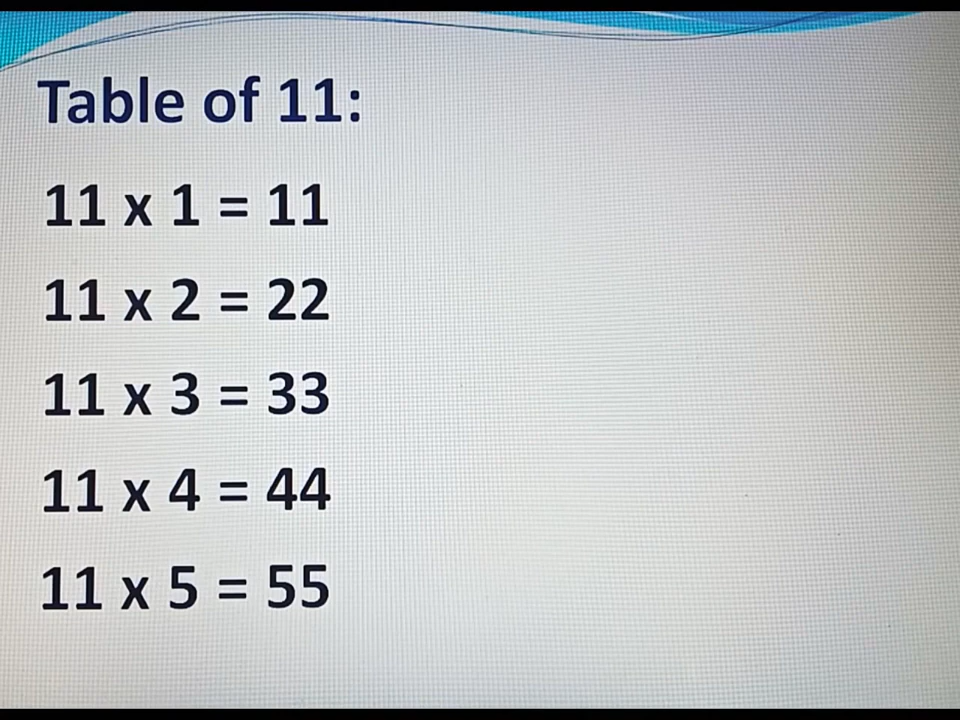 Table of 11:
11 x 1 = 11
11 x 2 = 22
11 x 3 = 33
11 x 4 = 44
11 x 5 = 55